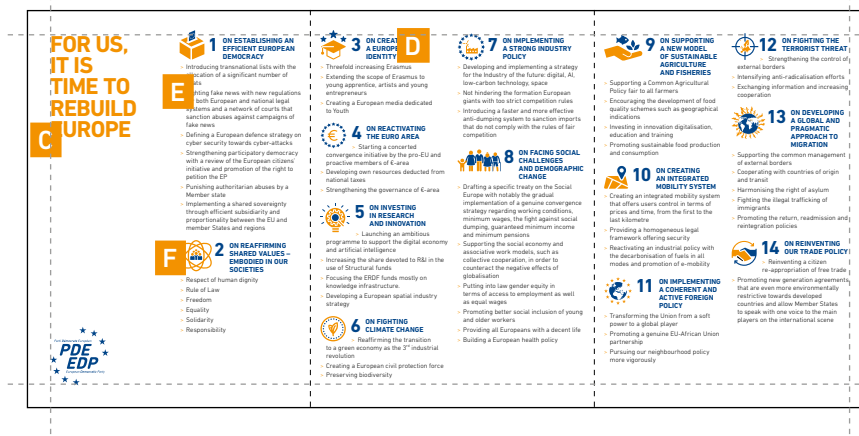 FOR US,
IT IS
TIME TO
REBUILD
EUROPE
C
E
F
D
1 ON ESTABLISHING AN
EFFICIENT EUROPEAN
DEMOCRACY
> Introducing transnational lists with the
location of a significant number of
> fighting fake news with new regulations
both European and national legal
systems and a network of courts that
sanction abuses against campaigns of
fake news
> Defining a European defence strategy on
cyber security towards cyber-attacks
> Strengthening participatory democracy
with a review of the European citizens'
initiative and promotion of the right to
petition the EP
> Punishing authoritarian abuses by a
Member state
> Implementing a shared sovereignty
through efficient subsidiarity and
proportionality between the EU and
member States and regions
2 ON REAFFIRMING
SHARED VALUES –
EMBODIED IN OUR
SOCIETIES
> Respect of human dignity
> Rule of Law
> Freedom
> Equality
> Solidarity
> Responsibility
3 ON CREAT
A EUROPE
IDENTITY
> Threefold increasing Erasmus
> Extending the scope of Erasmus to
young apprentice, artists and young
entrepreneurs
> Creating a European media dedicated
to Youth
4 ON REACTIVATING
THE EURO AREA
> Starting a concerted
convergence initiative by the pro-EU and
proactive members of €-area
> Developing own resources deducted from
national taxes
> Strengthening the governance of €-area
5 ON INVESTING
IN RESEARCH
AND INNOVATION
> Launching an ambitious
programme to support the digital economy
and artificial intelligence
> Increasing the share devoted to R&I in the
use of Structural funds
> Focusing the ERDF funds mostly on
knowledge infrastructure.
> Developing a European spatial industry
strategy
6 ON FIGHTING
CLIMATE CHANGE
> Reaffirming the transition
to a green economy as the 3rd industrial
revolution
> Creating a European civil protection force
> Preserving biodiversity
7 ON IMPLEMENTING
A STRONG INDUSTRY
POLICY
> Developing and implementing a strategy
for the Industry of the future: digital, AI,
low-carbon technology, space
> Not hindering the formation European
giants with too strict competition rules
> Introducing a faster and more effective
anti-dumping system to sanction imports
that do not comply with the rules of fair
competition
8 ON FACING SOCIAL
CHALLENGES
AND DEMOGRAPHIC
CHANGE
> Drafting a specific treaty on the Social
Europe with notably the gradual
implementation of a genuine convergence
strategy regarding working conditions,
minimum wages, the fight against social
dumping, guaranteed minimum income
and minimum pensions
> Supporting the social economy and
associative work models, such as
collective cooperation, in order to
counteract the negative effects of
globalisation
> Putting into law gender equity in
terms of access to employment as well
as equal wages
> Promoting better social inclusion of young
and older workers
> Providing all Europeans with a decent life
> Building a European health policy
9 ON SUPPORTING
A NEW MODEL
OF SUSTAINABLE
AGRICULTURE
AND FISHERIES
> Supporting a Common Agricultural
Policy fair to all farmers
> Encouraging the development of food
quality schemes such as geographical
indications
> Investing in innovation digitalisation,
education and training
> Promoting sustainable food production
and consumption
10 ON CREATING
AN INTEGRATED
MOBILITY SYSTEM
> Creating an integrated mobility system
that offers users control in terms of
prices and time, from the first to the
last kilometre
> Providing a homogeneous legal
framework offering security
> Reactivating an industrial policy with
the decarbonisation of fuels in all
modes and promotion of e-mobility
11 ON IMPLEMENTING
A COHERENT AND
ACTIVE FOREIGN
POLICY
> Transforming the Union from a soft
power to a global player
> Promoting a genuine EU-African Union
partnership
> Pursuing our neighbourhood policy
more vigorously
12 ON FIGHTING THE
TERRORIST THREAT
> Strengthening the control of
external borders
> Intensifying anti-radicalisation efforts
> Exchanging information and increasing
cooperation
13 ON DEVELOPING
A GLOBAL AND
PRAGMATIC
APPROACH TO
MIGRATION
> Supporting the common management
of external borders
> Cooperating with countries of origin
and transit
> Harmonising the right of asylum
> Fighting the illegal trafficking of
immigrants
> Promoting the return, readmission and
reintegration policies
14 ON REINVENTING
OUR TRADE POLICY
> Reinventing a citizen
re-appropriation of free trade
> Promoting new generation agreements
that are even more environmentally
restrictive towards developed
countries and allow Member States
to speak with one voice to the main
players on the international scene
PDE
EDP
European Democratic Party